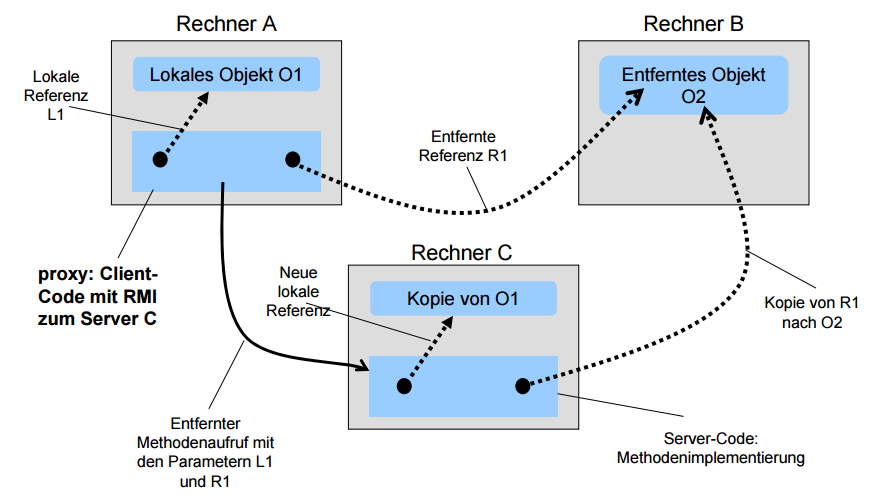 Rechner A
Rechner B
Lokales Objekt O1
Entferntes Objekt
O2
Lokale
Referenz
L1
Entfernte
Referenz R1
proxy: Client-
Code mit RMI
zum Server C
Rechner C
Neue
lokale
Referenz
Kopie von O1
Kopie von R1
nach O2
Entfernter
Methodenaufruf mit
den Parametern L1
und R1
Server-Code:
Methodenimplementierung